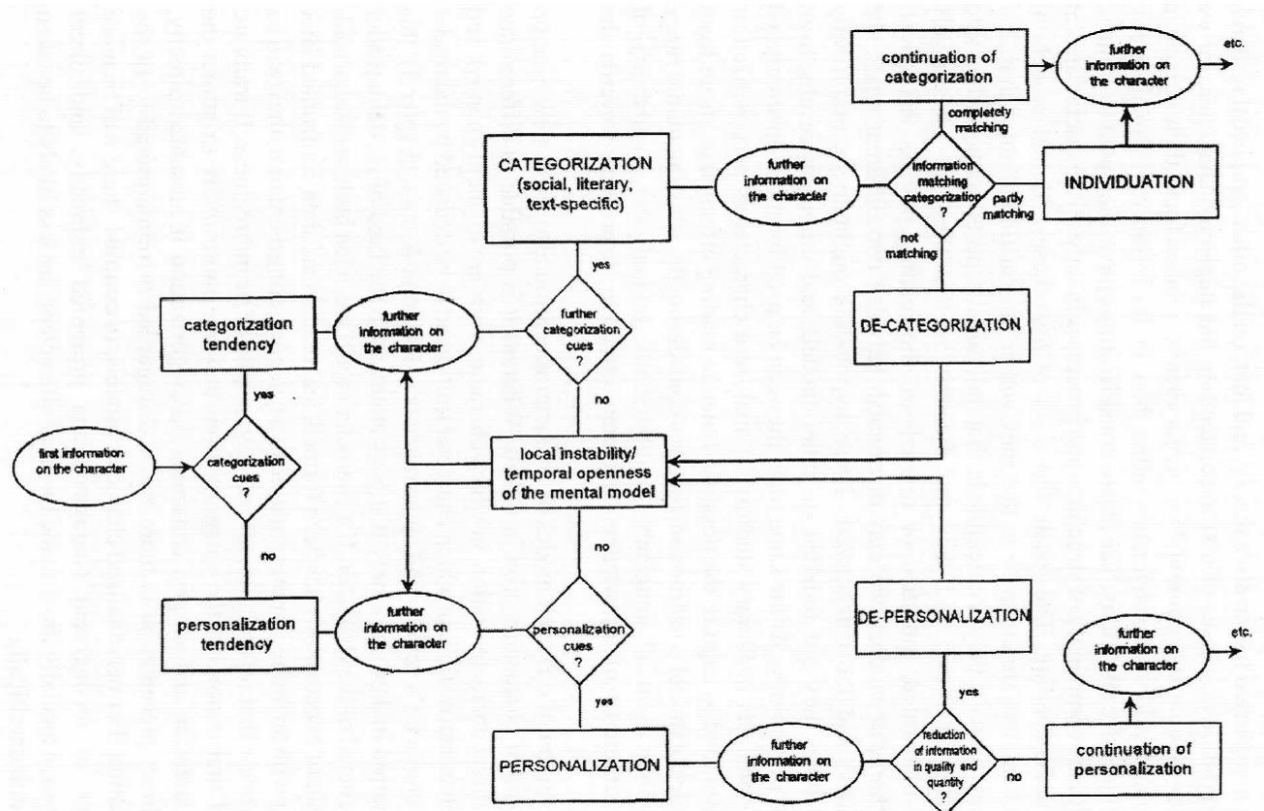 continuation of
categorization
further
information on
the character
etc.
completely
matching
CATEGORIZATION
(social, literary,
text-specific)
further
information on
the character
information
matching
categorization
?
partly
matching
INDIVIDUATION
not
matching
yes
categorization
tendency
further
information on
the character
further
categorization
cues
?
DE-CATEGORIZATION
yes
no
first information
on the character
categorization
cues
?
local instability/
temporal openness
of the mental model
no
no
personalization
tendency
further
information on
the character
personalization
cues
?
DE-PERSONALIZATION
further
information on
the character
etc.
yes
yes
PERSONALIZATION
further
information on
the character
reduction
of information
in quality and
quantity
?
no
continuation of
personalization